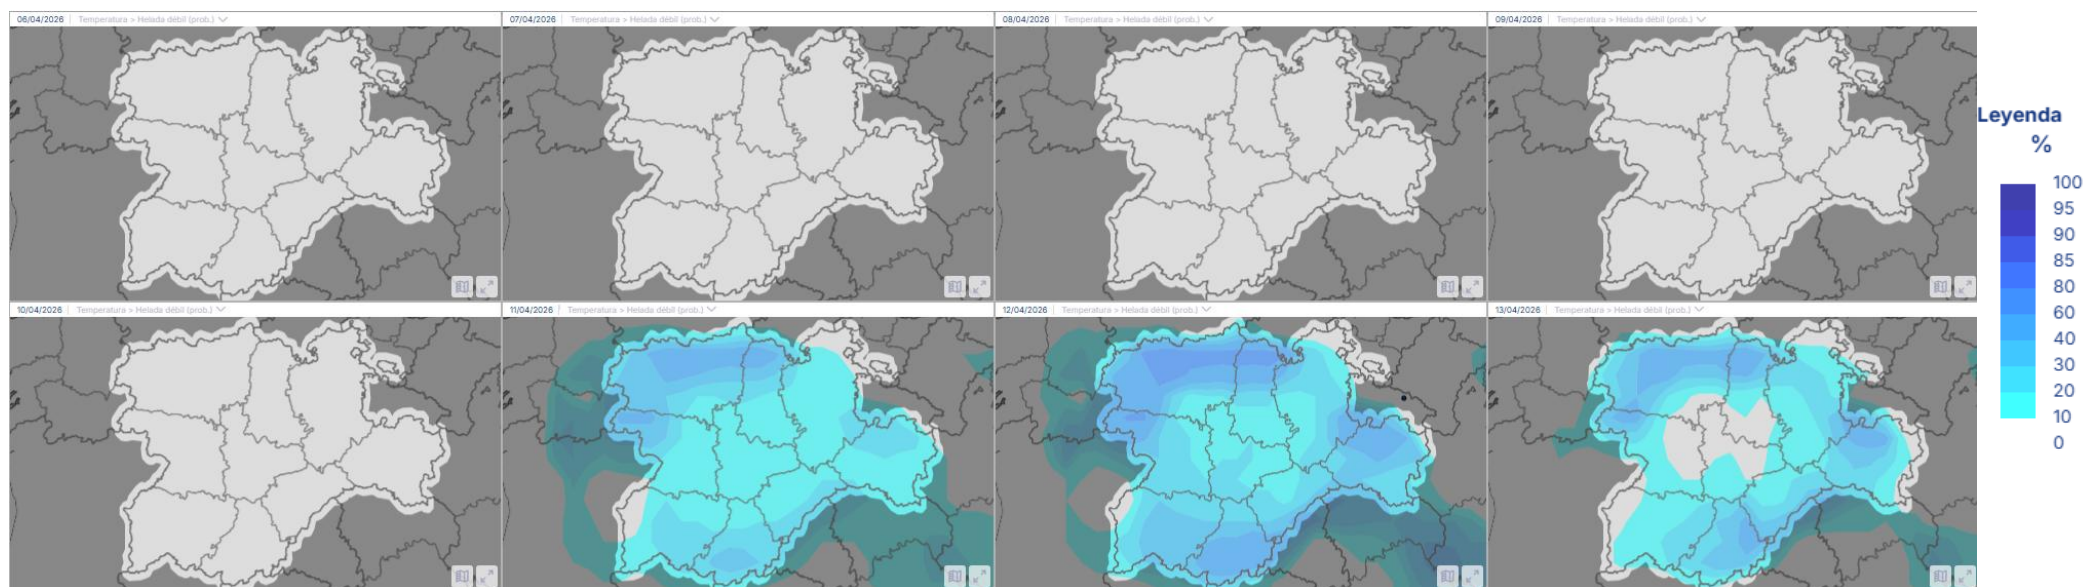 06/04/2026 | Temperatura > Helada débil (prob.)
07/04/2026 | Temperatura > Helada débil (prob.)
08/04/2026 | Temperatura > Helada débil (prob.)
09/04/2026 | Temperatura > Helada débil (prob.)
Leyenda
%
100
95
90
85
80
60
40
30
20
10
0
10/04/2026 | Temperatura > Helada débil (prob.)
11/04/2026 | Temperatura > Helada débil (prob.)
12/04/2026 | Temperatura > Helada débil (prob.)
13/04/2026 | Temperatura > Helada débil (prob.)